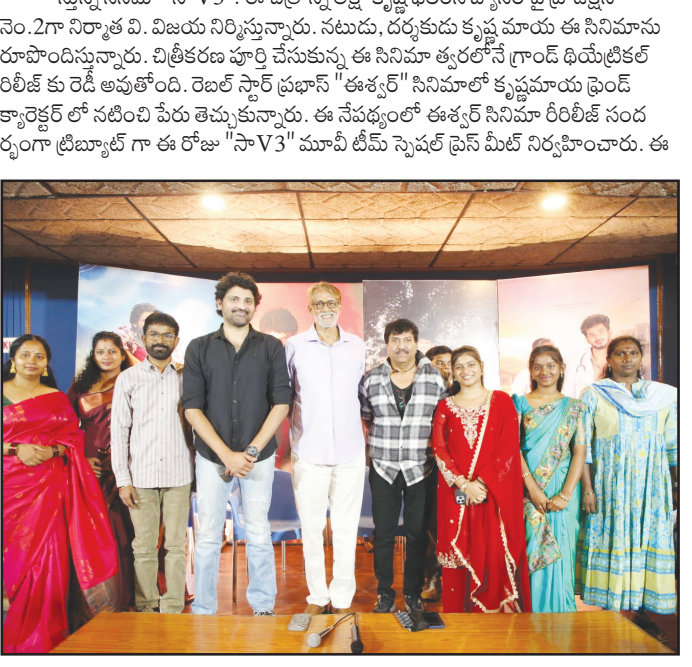 నెం.2గా నిర్మాత వి. విజయ నిర్మిస్తున్నారు. నటుడు, దర్శకుడు కృష్ణ మాయ ఈ సినిమాను
రూపొందిస్తున్నారు. చిత్రీకరణ పూర్తి చేసుకున్న ఈ సినిమా త్వరలోనే గ్రాండ్ థియేట్రికల్
రిలీజ్ కు రెడీ అవుతోంది. రెబల్ స్టార్ ప్రభాస్ "ఈశ్వర్" సినిమాలో కృష్ణమాయ ఫ్రెండ్
క్యారెక్టర్ లో నటించి పేరు తెచ్చుకున్నారు. ఈ నేపథ్యంలో ఈశ్వర్ సినిమా రీరిలీజ్ సంద
ర్భంగా ట్రిబ్యూట్ గా ఈ రోజు "సాV3" మూవీ టీమ్ స్పెషల్ ప్రెస్ మీట్ నిర్వహించారు. ఈ